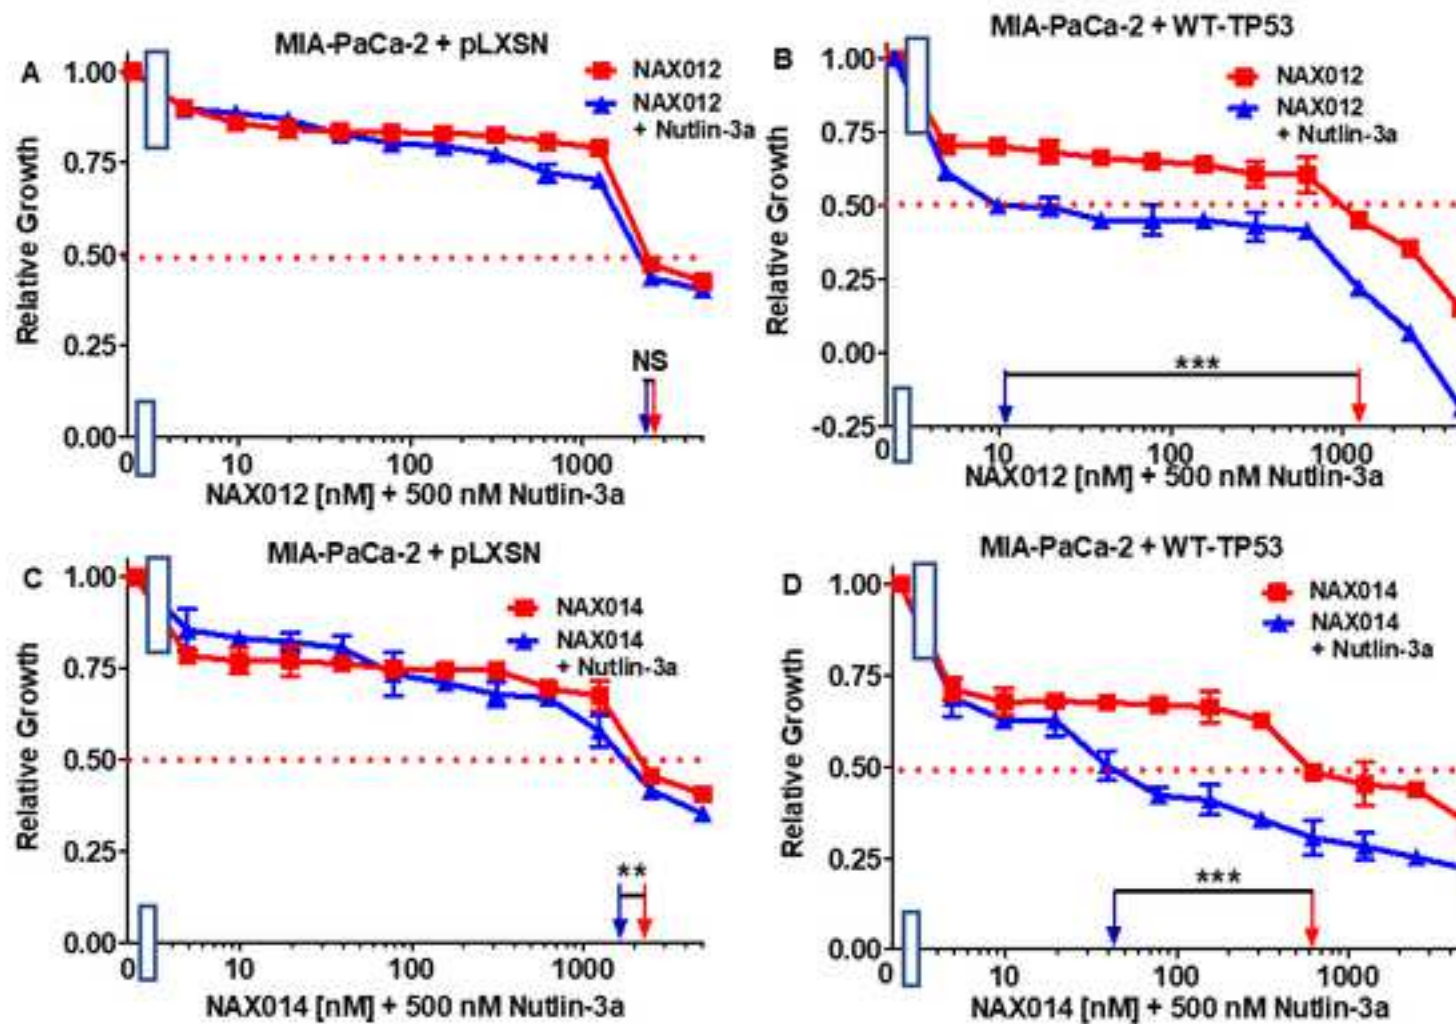 A
MIA-PaCa-2 + pLXSN
NAX012
NAX012
+ Nutlin-3a
Relative Growth
1.00
0.75
0.50
0.25
0.00
NS
0 10 100 1000
NAX012 [nM] + 500 nM Nutlin-3a
B
MIA-PaCa-2 + WT-TP53
NAX012
NAX012
+ Nutlin-3a
Relative Growth
1.00
0.75
0.50
0.25
0.00
-0.25
***
0 10 100 1000
NAX012 [nM] + 500 nM Nutlin-3a
C
MIA-PaCa-2 + pLXSN
NAX014
NAX014
+ Nutlin-3a
Relative Growth
1.00
0.75
0.50
0.25
0.00
**
0 10 100 1000
NAX014 [nM] + 500 nM Nutlin-3a
D
MIA-PaCa-2 + WT-TP53
NAX014
NAX014
+ Nutlin-3a
Relative Growth
1.00
0.75
0.50
0.25
0.00
***
0 10 100 1000
NAX014 [nM] + 500 nM Nutlin-3a